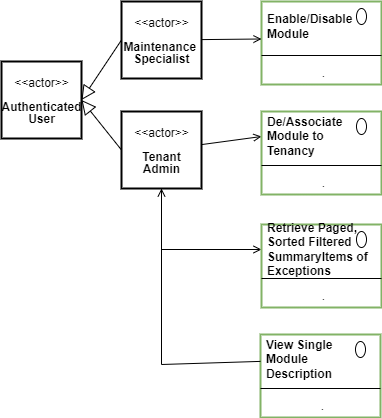 <<actor>>
Authenticated
User
<<actor>>
Maintenance
Specialist
<<actor>>
Tenant
Admin
Enable/Disable
Module
.
De/Associate
Module to
Tenancy
.
Retrieve Paged,
Sorted Filtered
SummaryItems of
Exceptions
.
View Single
Module
Description
.